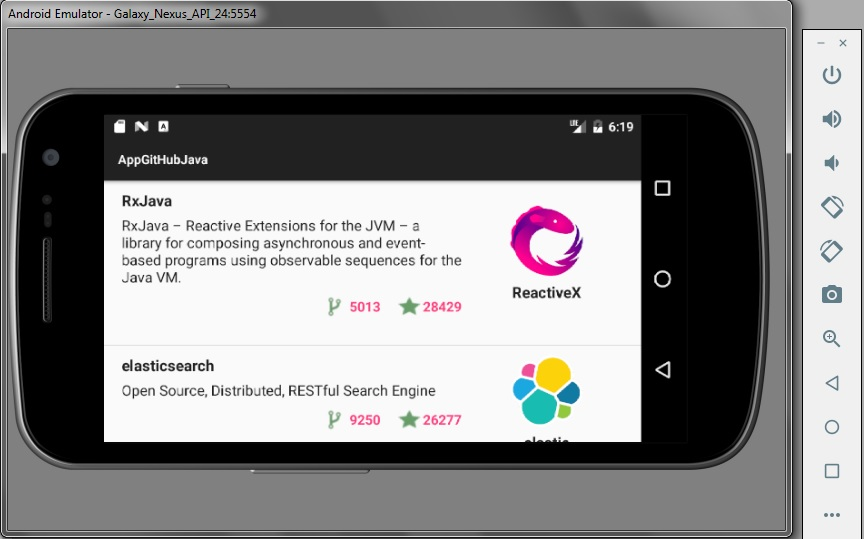 Android Emulator - Galaxy_Nexus_API_24:5554
LTE
6:19
AppGitHubJava
RxJava
RxJava – Reactive Extensions for the JVM – a
library for composing asynchronous and event-
based programs using observable sequences for the
Java VM.
5013
28429
ReactiveX
elasticsearch
Open Source, Distributed, RESTful Search Engine
9250
26277
elastic